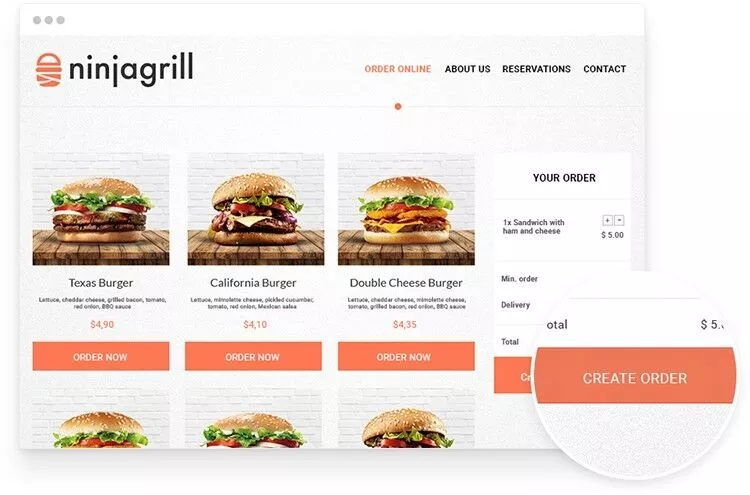 ninjagrill
ORDER ONLINE ABOUT US RESERVATIONS CONTACT
Texas Burger
Lettuce, cheddar cheese, grilled bacon, tomato,
red onion, BBQ sauce
$4,90
ORDER NOW
California Burger
Lettuce, mimolette cheese, pickled cucumber,
tomato, red onion, Mexican salsa
$4,10
ORDER NOW
Double Cheese Burger
Lettuce, cheddar cheese, mimolette cheese,
tomato, grilled bacon, red onion, BBQ sauce
$4,35
ORDER NOW
YOUR ORDER
1x Sandwich with + -
ham and cheese
$ 5.00
Min. order
Delivery
Total
otal $ 5.
CREATE ORDER